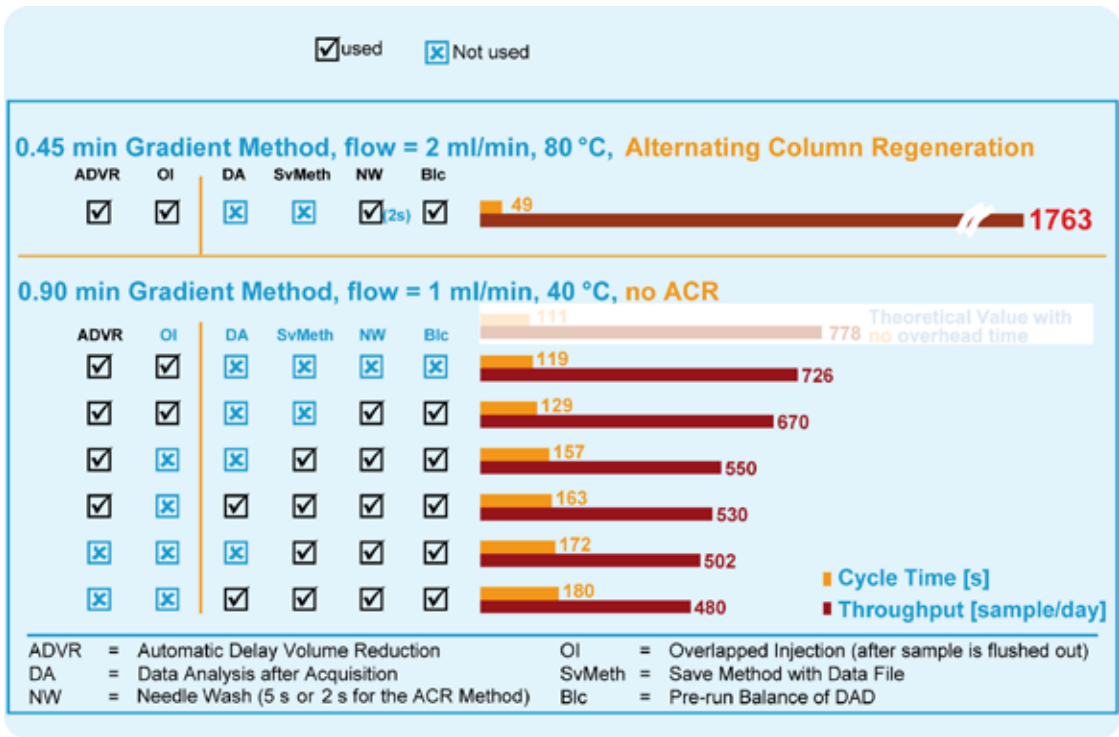 used Not used
0.45 min Gradient Method, flow = 2 ml/min, 80 °C, Alternating Column Regeneration
ADVR OI DA SvMeth NW Blc
(2s) 49
1763
0.90 min Gradient Method, flow = 1 ml/min, 40 °C, no ACR
111 Theoretical Value with
778 no overhead time
ADVR OI DA SvMeth NW Blc
119
726
129
670
157
550
163
530
172
502
180
480
Cycle Time [s]
Throughput [sample/day]
ADVR = Automatic Delay Volume Reduction OI = Overlapped Injection (after sample is flushed out)
DA = Data Analysis after Acquisition SvMeth = Save Method with Data File
NW = Needle Wash (5 s or 2 s for the ACR Method) Blc = Pre-run Balance of DAD